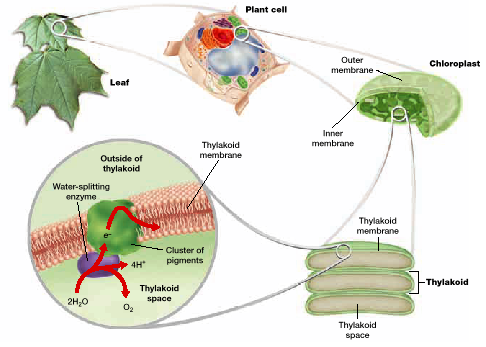 Plant cell
Leaf
Outer
membrane
Chloroplast
Inner
membrane
Thylakoid
membrane
Outside of
thylakoid
Water-splitting
enzyme
e-
Cluster of
pigments
4H⁺
2H₂O
O₂
Thylakoid
space
Thylakoid
membrane
Thylakoid
Thylakoid
space